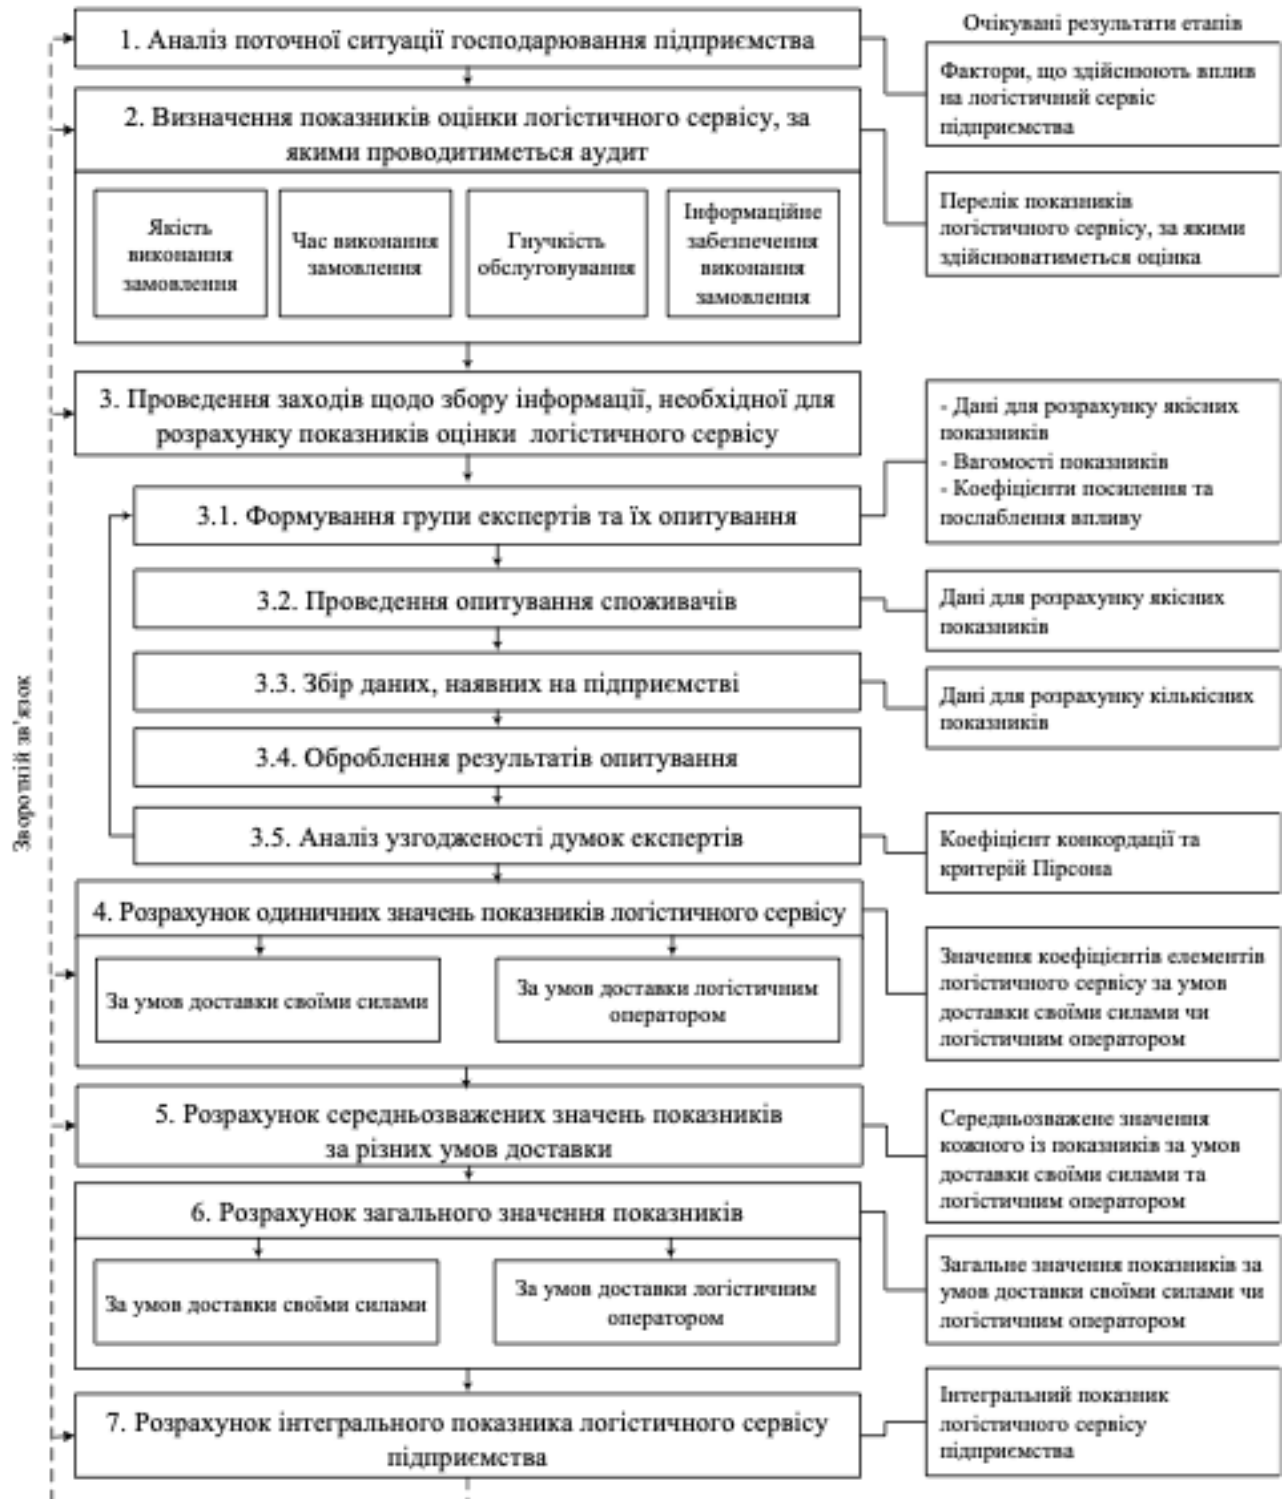 Очікувані результати етапів
1. Аналіз поточної ситуації господарювання підприємства
Фактори, що здійснюють вплив
на логістичний сервіс
підприємства
2. Визначення показників оцінки логістичного сервісу, за
якими проводитиметься аудит
Якість
виконання
замовлення
Час виконання
замовлення
Гнучкість
обслуговування
Інформаційне
забезпечення
виконання
замовлення
Перелік показників
логістичного сервісу, за якими
здійснюватиметься оцінка
3. Проведення заходів щодо збору інформації, необхідної для
розрахунку показників оцінки логістичного сервісу
- Дані для розрахунку якісних
показників
- Вагомості показників
- Коефіцієнти посилення та
послаблення впливу
3.1. Формування групи експертів та їх опитування
3.2. Проведення опитування споживачів
Дані для розрахунку якісних
показників
3.3. Збір даних, наявних на підприємстві
Дані для розрахунку кількісних
показників
3.4. Оброблення результатів опитування
Зворотній зв’язок
3.5. Аналіз узгодженості думок експертів
Коефіцієнт конкордації та
критерій Пірсона
4. Розрахунок одиничних значень показників логістичного сервісу
За умов доставки своїми силами
За умов доставки логістичним
оператором
Значення коефіцієнтів елементів
логістичного сервісу за умов
доставки своїми силами чи
логістичним оператором
5. Розрахунок середньозважених значень показників
за різних умов доставки
Середньозважене значення
кожного із показників за умов
доставки своїми силами та
логістичним оператором
6. Розрахунок загального значення показників
За умов доставки своїми силами
За умов доставки логістичним
оператором
Загальне значення показників за
умов доставки своїми силами чи
логістичним оператором
7. Розрахунок інтегрального показника логістичного сервісу
підприємства
Інтегральний показник
логістичного сервісу
підприємства